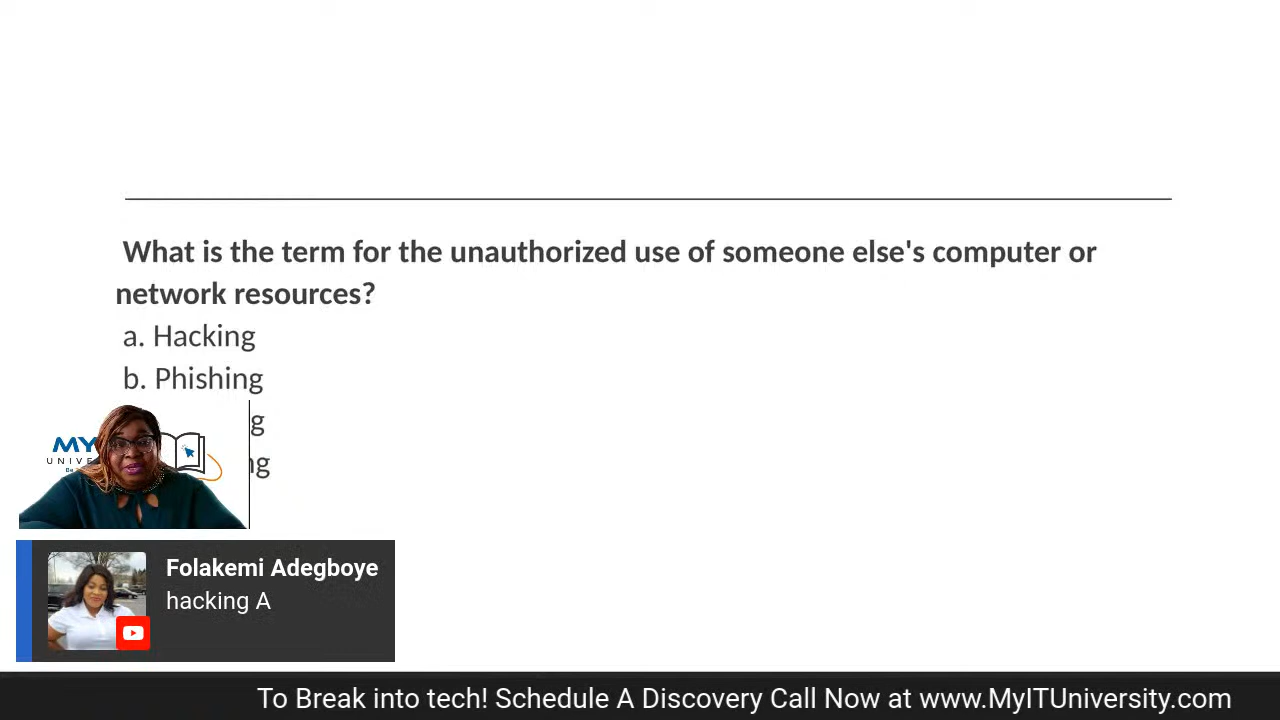 What is the term for the unauthorized use of someone else's computer or
network resources?
a. Hacking
b. Phishing
MY
Folakemi Adegboye
hacking A
To Break into tech! Schedule A Discovery Call Now at www.MyITUniversity.com